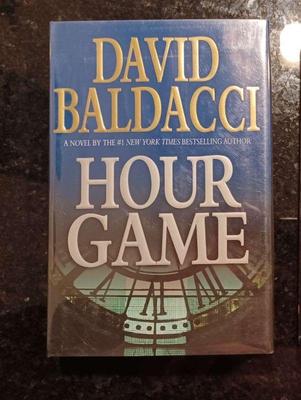 DAVID
BALDACCI
A NOVEL BY THE #1 NEW YORK TIMES BESTSELLING AUTHOR
HOUR
GAME